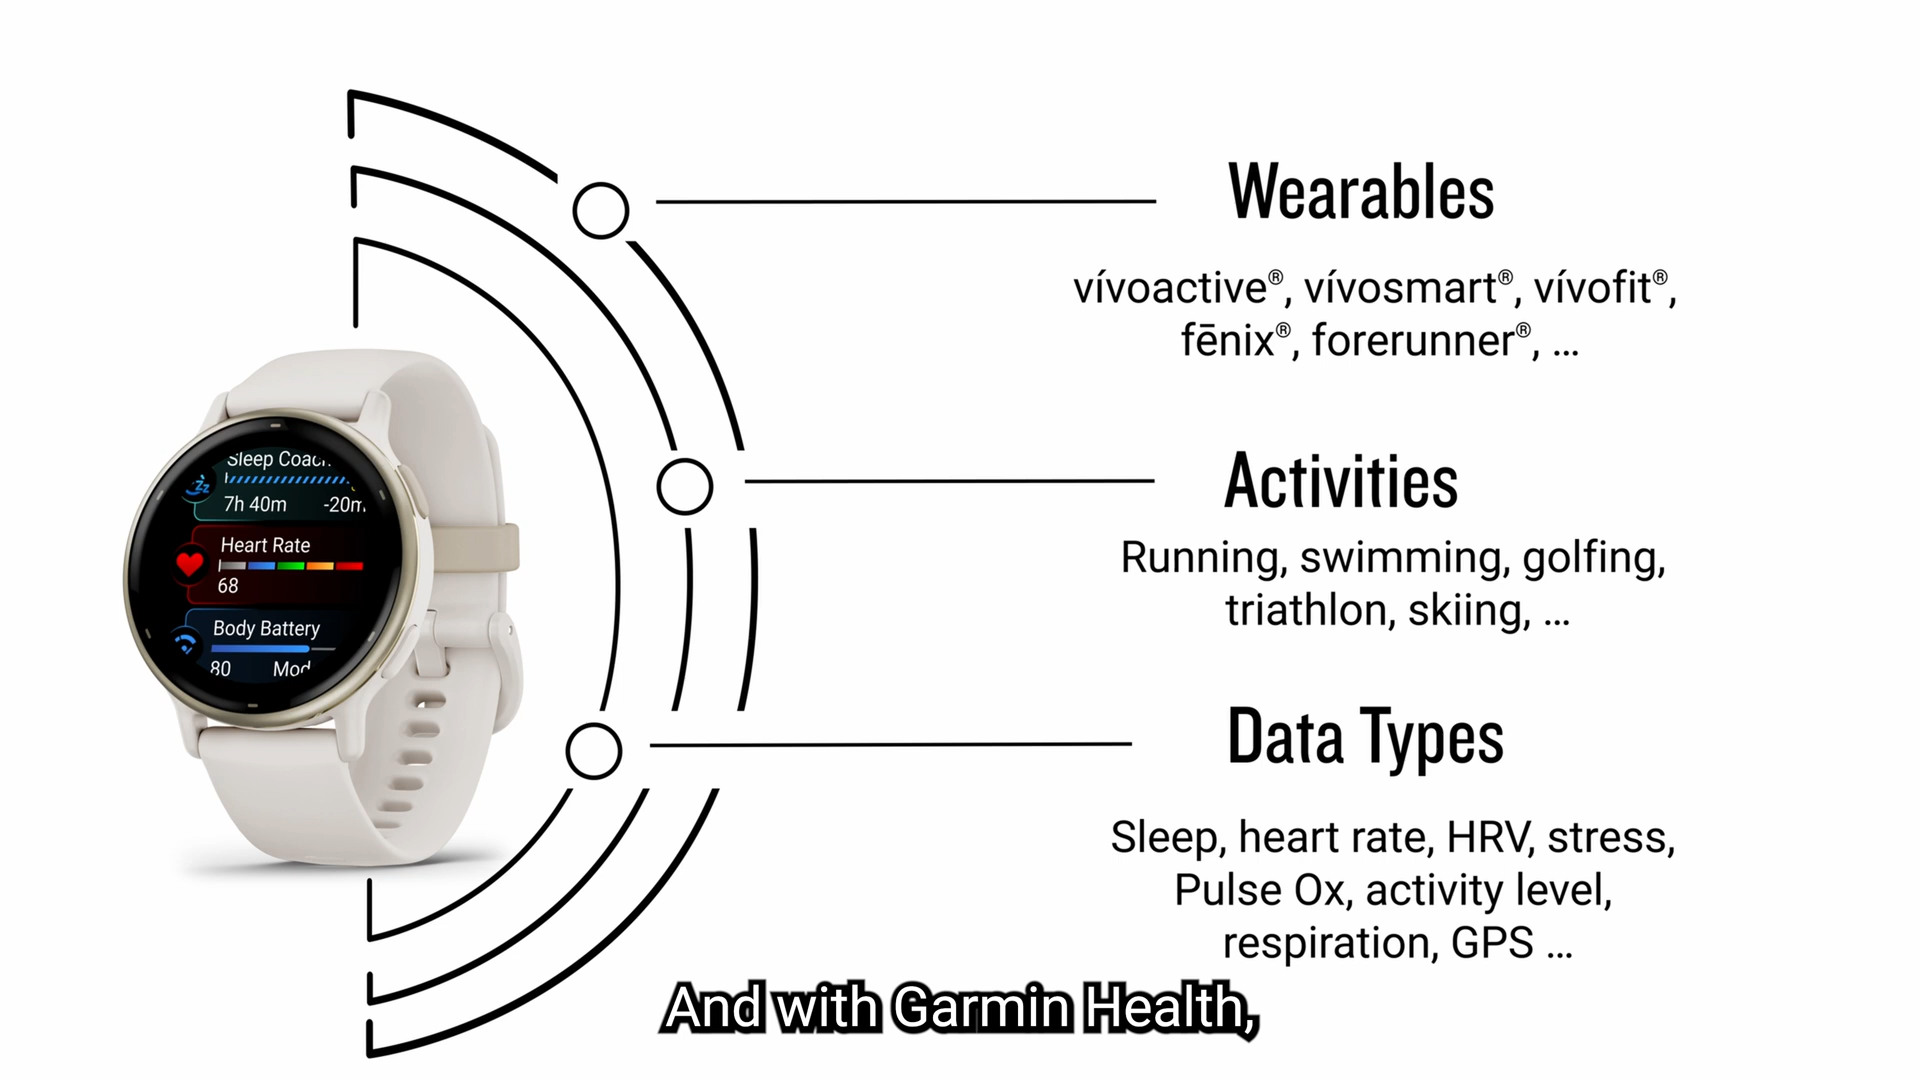 Wearables
vívoactive®, vívosmart®, vívofit®,
fēnix®, forerunner®, ...
Activities
Running, swimming, golfing,
triathlon, skiing, ...
Data Types
Sleep, heart rate, HRV, stress,
Pulse Ox, activity level,
respiration, GPS ...
Sleep Coach
7h 40m -20m
Heart Rate
68
Body Battery
80 Mod
And with Garmin Health,